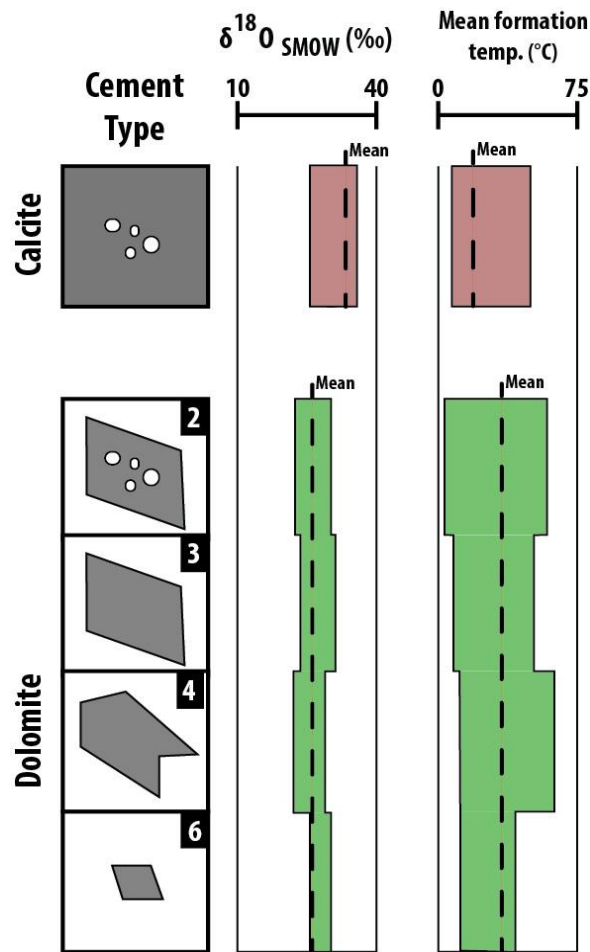 δ18O SMOW (‰)
Mean formation
temp. (°C)
10 40 0 75
Cement
Type
Mean Mean
Calcite
Mean Mean
2
3
4
6
Dolomite